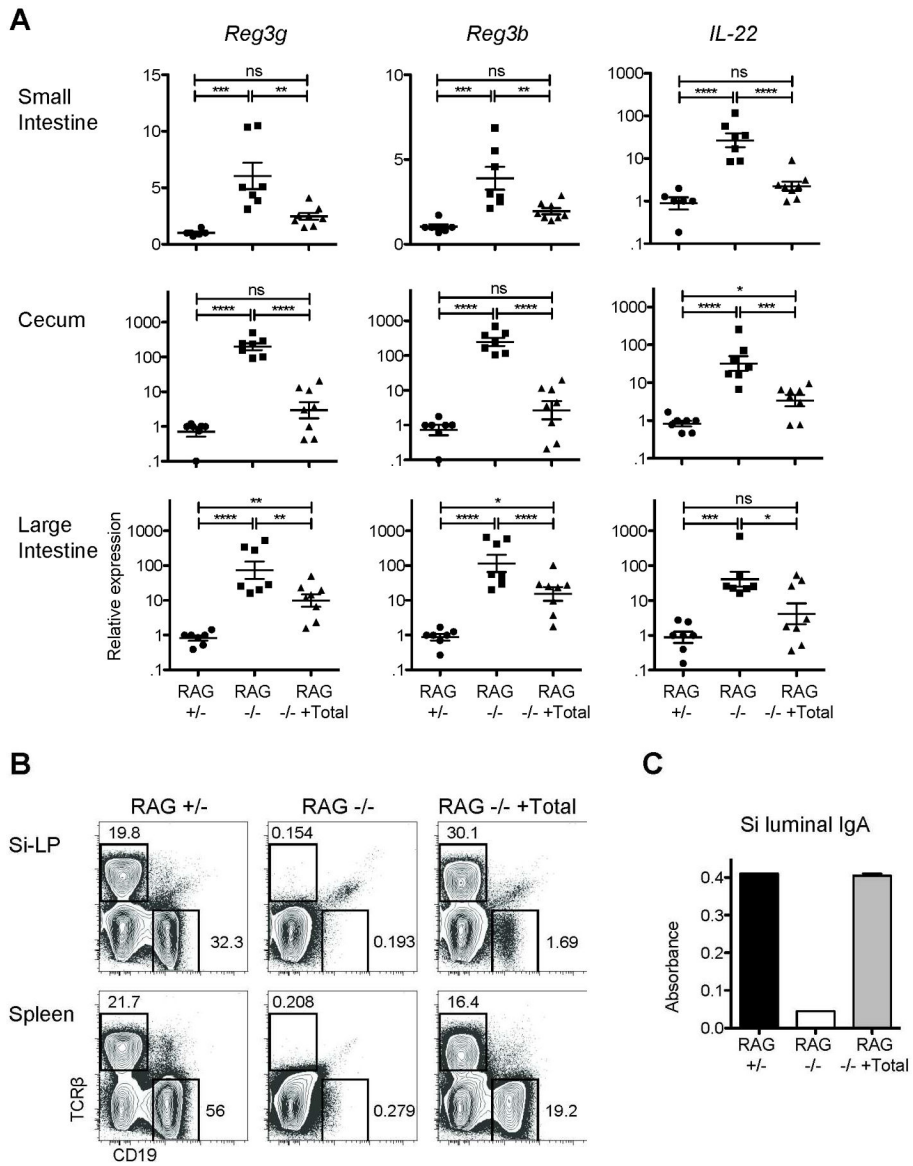 A
Reg3g Reg3b IL-22
Small
Intestine
ns
*** **
15
10
5
0
ns
*** **
10
5
0
ns
**** ****
1000
100
10
1
.1
Cecum
ns
**** ****
1000
100
10
1
.1
ns
**** ****
1000
100
10
1
.1
*
**** ***
1000
100
10
1
.1
Large
Intestine
Relative expression
**
**** **
1000
100
10
1
.1
*
**** ****
1000
100
10
1
.1
ns
*** *
1000
100
10
1
.1
RAG RAG RAG
+/- -/- -/- +Total
RAG RAG RAG
+/- -/- -/- +Total
RAG RAG RAG
+/- -/- -/- +Total
B
RAG +/- RAG -/- RAG -/- +Total
Si-LP
19.8 0.154 30.1
32.3 0.193 1.69
Spleen
21.7 0.208 16.4
56 0.279 19.2
TCRβ
CD19
C
Si luminal IgA
Absorbance
0.4
0.4
0.1
0.0
RAG RAG RAG
+/- -/- -/- +Total